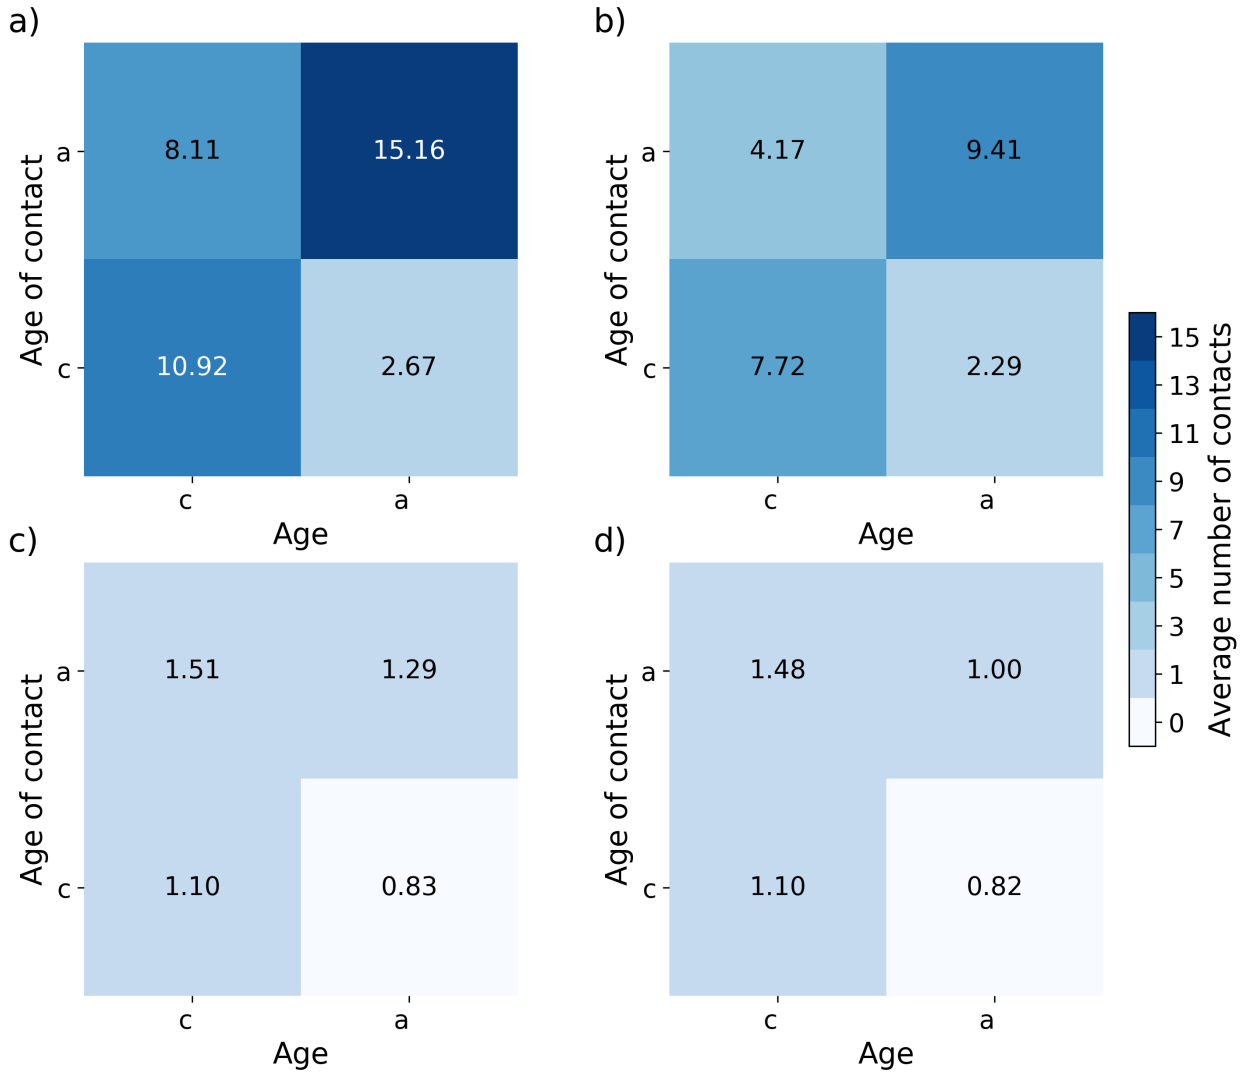 a)
Age of contact
a
8.11
15.16
c
10.92
2.67
c
a
Age
b)
Age of contact
a
4.17
9.41
c
7.72
2.29
c
a
Age
c)
Age of contact
a
1.51
1.29
c
1.10
0.83
c
a
Age
d)
Age of contact
a
1.48
1.00
c
1.10
0.82
c
a
Age
15
13
11
9
7
5
3
1
0
Average number of contacts